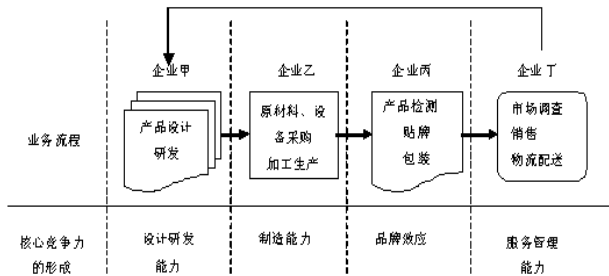 企业甲
企业乙
企业丙
企业丁
业务流程
产品设计
研发
原材料、设
备采购
加工生产
产品检测
贴牌
包装
市场调查
销售
物流配送
核心竞争力
的形成
设计研发
能力
制造能力
品牌效应
服务管理
能力